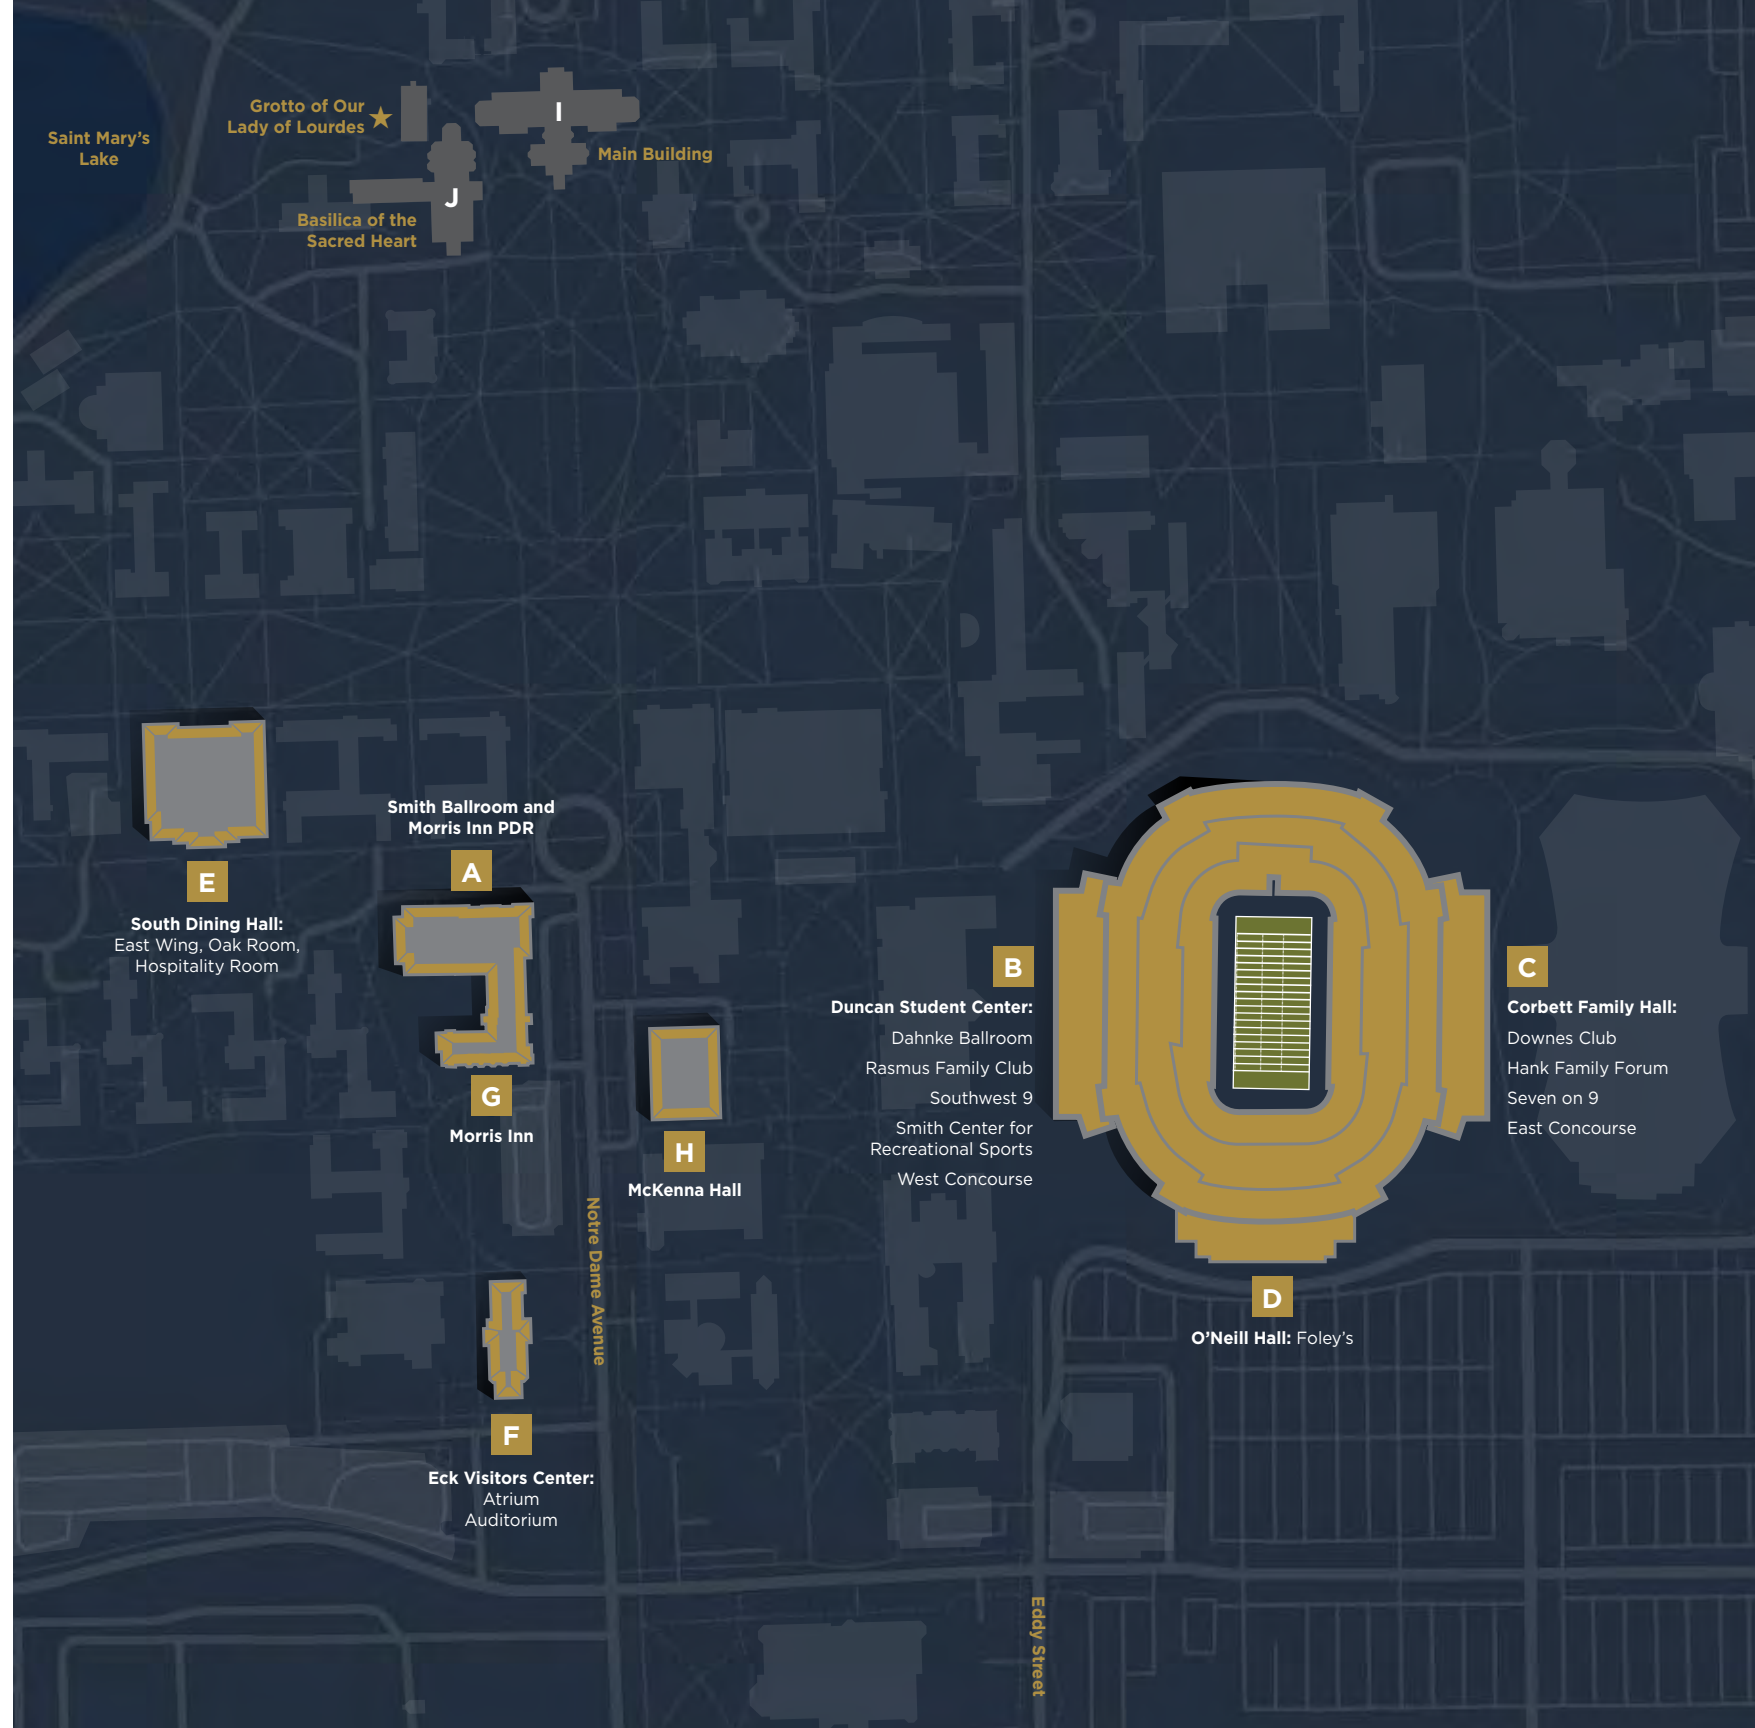 Grotto of Our
Lady of Lourdes
I
Saint Mary's
Lake
Main Building
J
Basilica of the
Sacred Heart
Smith Ballroom and
Morris Inn PDR
A
E
South Dining Hall:
East Wing, Oak Room,
Hospitality Room
B
Duncan Student Center:
Dahnke Ballroom
Rasmus Family Club
Southwest 9
Smith Center for
Recreational Sports
West Concourse
C
Corbett Family Hall:
Downes Club
Hank Family Forum
Seven on 9
East Concourse
G
Morris Inn
H
McKenna Hall
Notre Dame Avenue
D
O’Neill Hall: Foley’s
F
Eck Visitors Center:
Atrium
Auditorium
Eddy Street